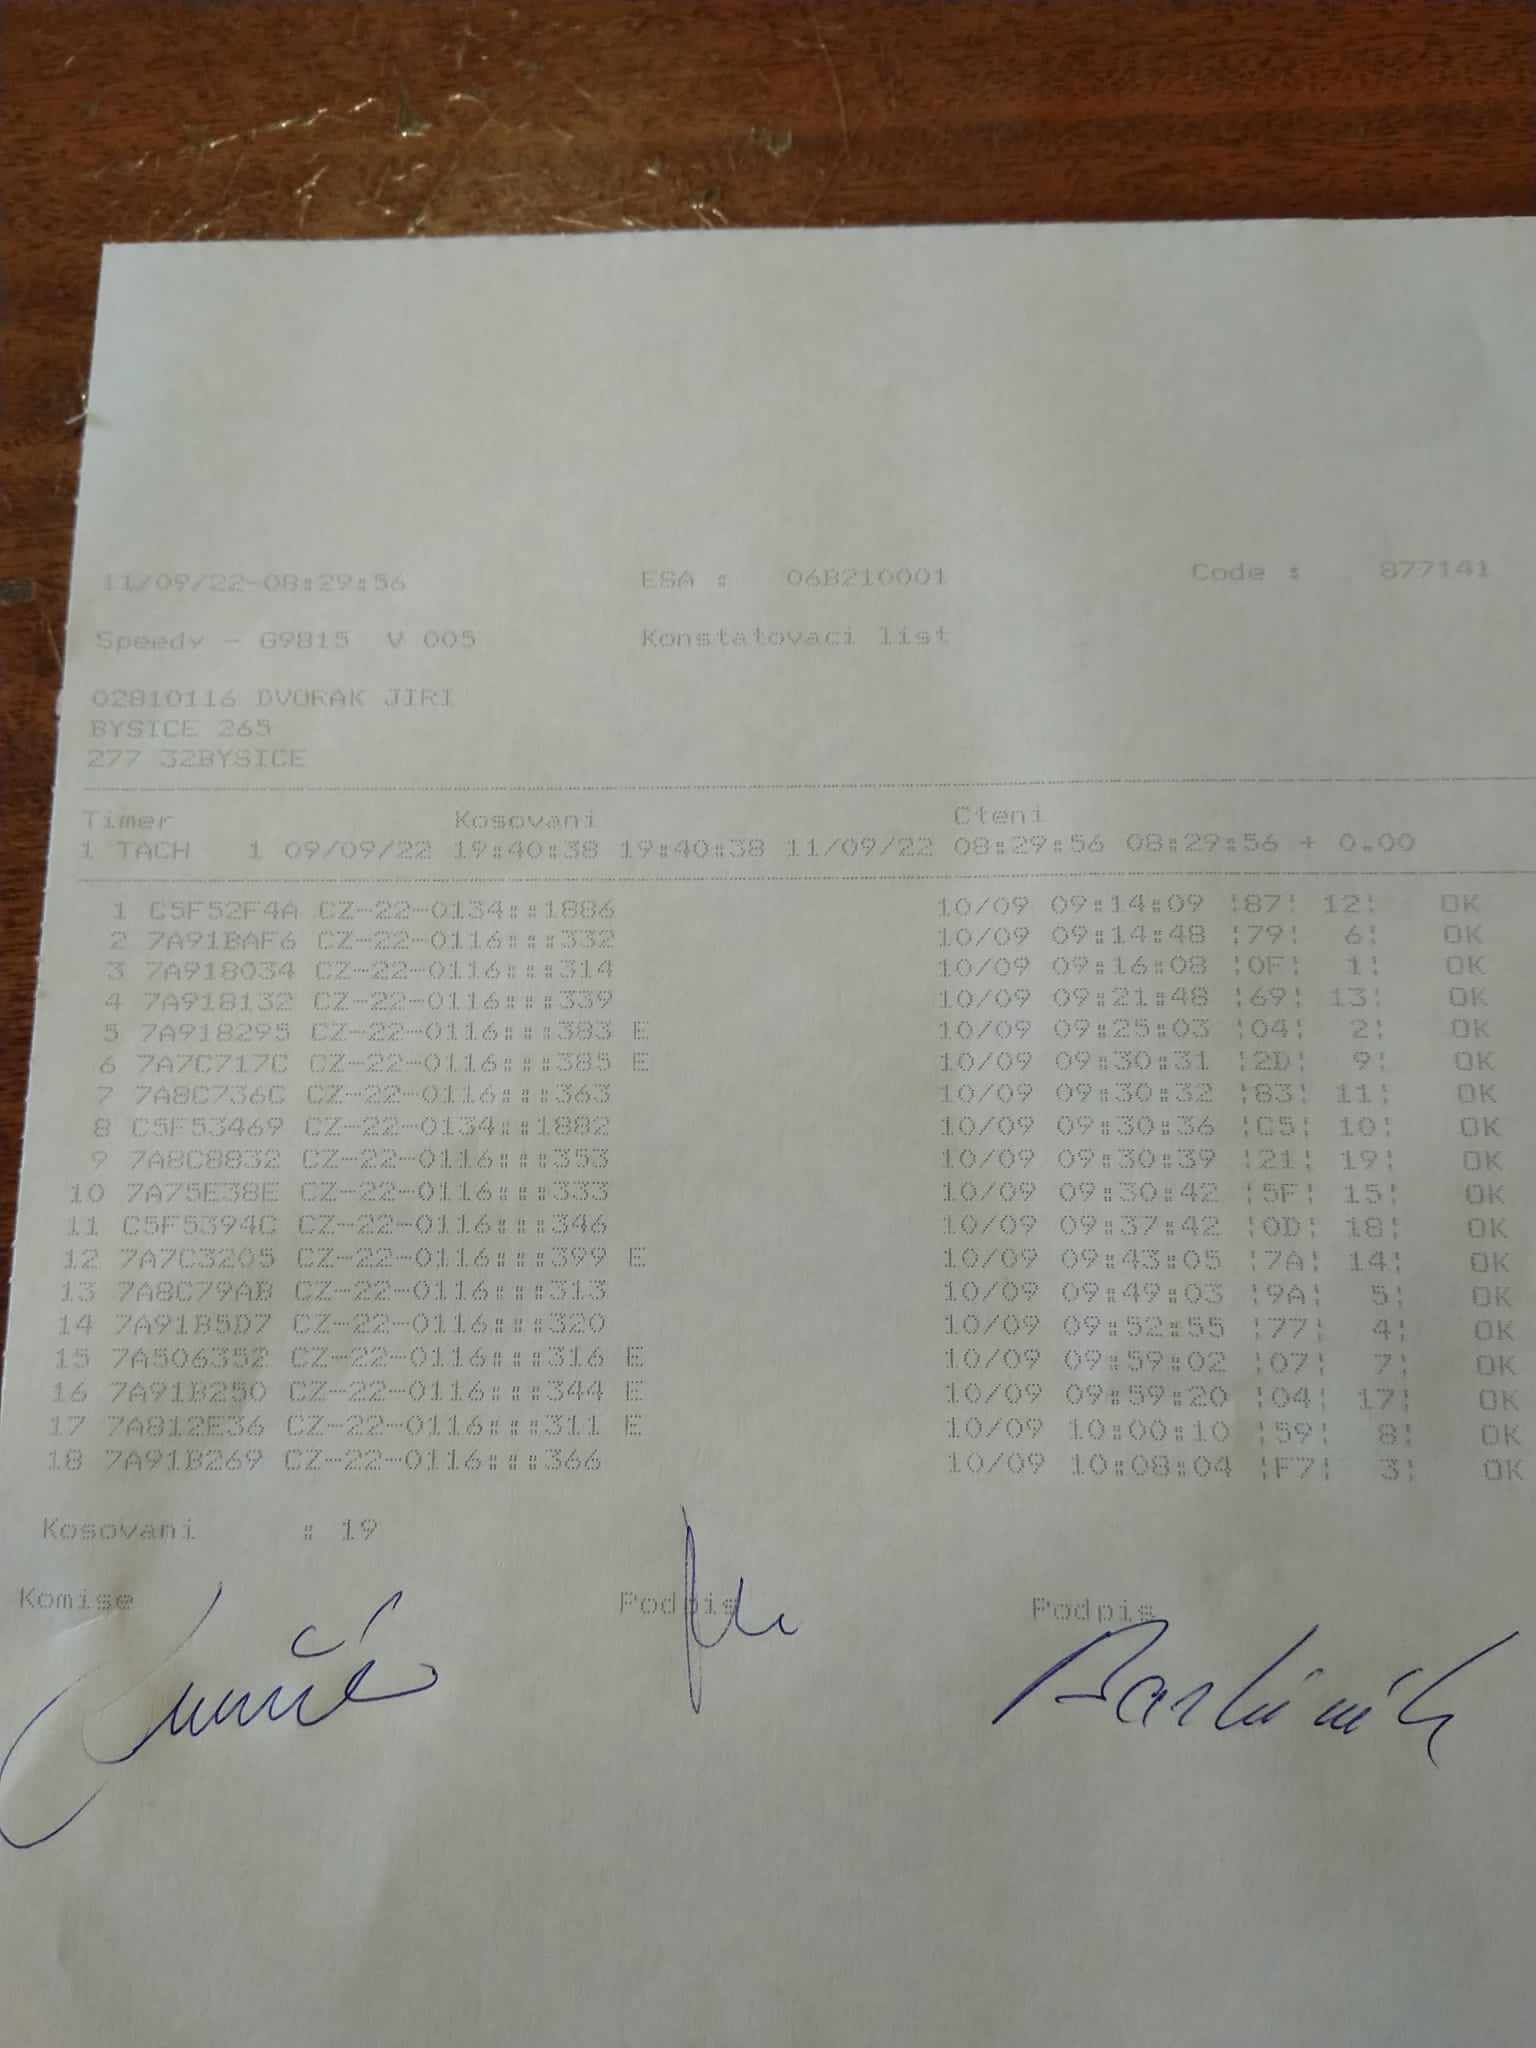 11/09/22-08:29:56 ESA : 06B210001 Code : 877141
Speedy - G9815 V 005 Konstatovaci list
02810116 DVORAK JIRI
BYSICE 265
277 32BYSICE
Timer Kosovani Cteni
1 TACH 1 09/09/22 19:40:38 19:40:38 11/09/22 08:29:56 08:29:56 + 0.00
1 C5F52F4A CZ-22-0134::1886 10/09 09:14:09 ¦87¦ 12¦ OK
2 7A91BAF6 CZ-22-0116:::332 10/09 09:14:48 ¦79¦ 6¦ OK
3 7A918034 CZ-22-0116:::314 10/09 09:16:08 ¦0F¦ 1¦ OK
4 7A918132 CZ-22-0116:::339 10/09 09:21:48 ¦69¦ 13¦ OK
5 7A918295 CZ-22-0116:::383 E 10/09 09:25:03 ¦04¦ 2¦ OK
6 7A7C717C CZ-22-0116:::385 E 10/09 09:30:31 ¦2D¦ 9¦ OK
7 7A8C736C CZ-22-0116:::363 10/09 09:30:32 ¦83¦ 11¦ OK
8 C5F53469 CZ-22-0134::1882 10/09 09:30:36 ¦C5¦ 10¦ OK
9 7A8C8832 CZ-22-0116:::353 10/09 09:30:39 ¦21¦ 19¦ OK
10 7A75E38E CZ-22-0116:::333 10/09 09:30:42 ¦5F¦ 15¦ OK
11 C5F5394C CZ-22-0116:::346 10/09 09:37:42 ¦0D¦ 18¦ OK
12 7A7C3205 CZ-22-0116:::399 E 10/09 09:43:05 ¦7A¦ 14¦ OK
13 7A8C79AB CZ-22-0116:::313 10/09 09:49:03 ¦9A¦ 5¦ OK
14 7A91B5D7 CZ-22-0116:::320 10/09 09:52:55 ¦77¦ 4¦ OK
15 7A506352 CZ-22-0116:::316 E 10/09 09:59:02 ¦07¦ 7¦ OK
16 7A91B250 CZ-22-0116:::344 E 10/09 09:59:20 ¦04¦ 17¦ OK
17 7A812E36 CZ-22-0116:::311 E 10/09 10:00:10 ¦59¦ 8¦ OK
18 7A91B269 CZ-22-0116:::366 10/09 10:08:04 ¦F7¦ 3¦ OK
Kosovani : 19
Komise Podpis Podpis